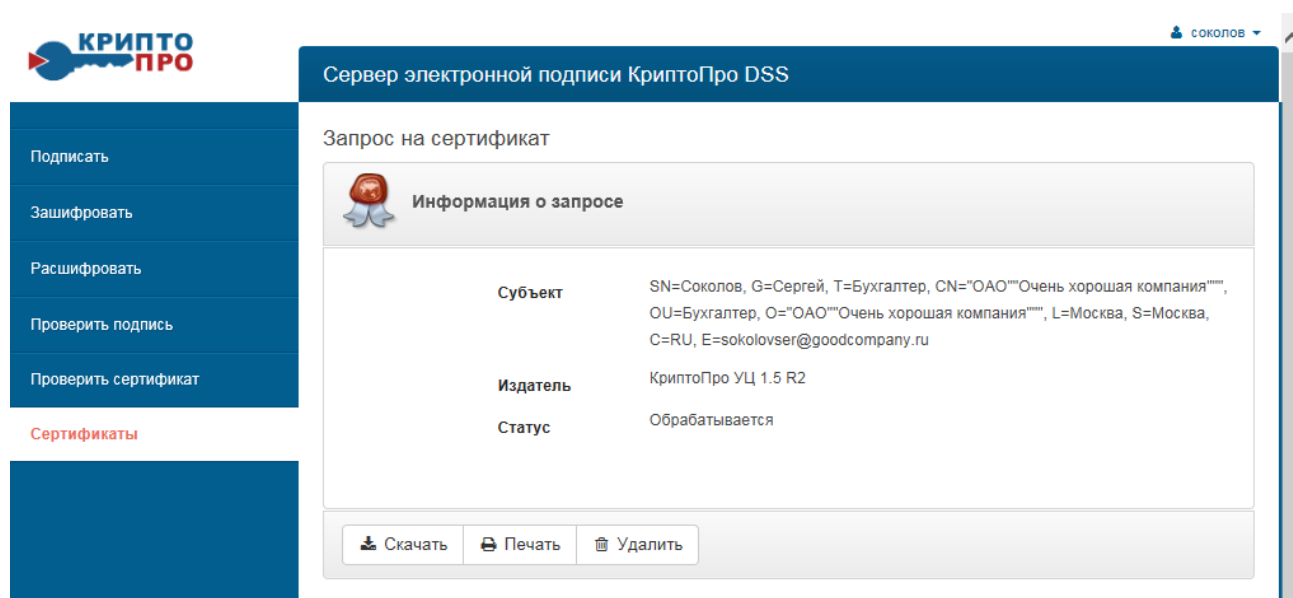 КРИПТО
ПРО
соколов
Сервер электронной подписи КриптоПро DSS
Подписать
Зашифровать
Расшифровать
Проверить подпись
Проверить сертификат
Сертификаты
Запрос на сертификат
Информация о запросе
Субъект
SN=Соколов, G=Сергей, T=Бухгалтер, CN="ОАО""Очень хорошая компания""",
OU=Бухгалтер, O="ОАО""Очень хорошая компания""", L=Москва, S=Москва,
C=RU, E=sokolovser@goodcompany.ru
Издатель
КриптоПро УЦ 1.5 R2
Статус
Обрабатывается
Скачать
Печать
Удалить